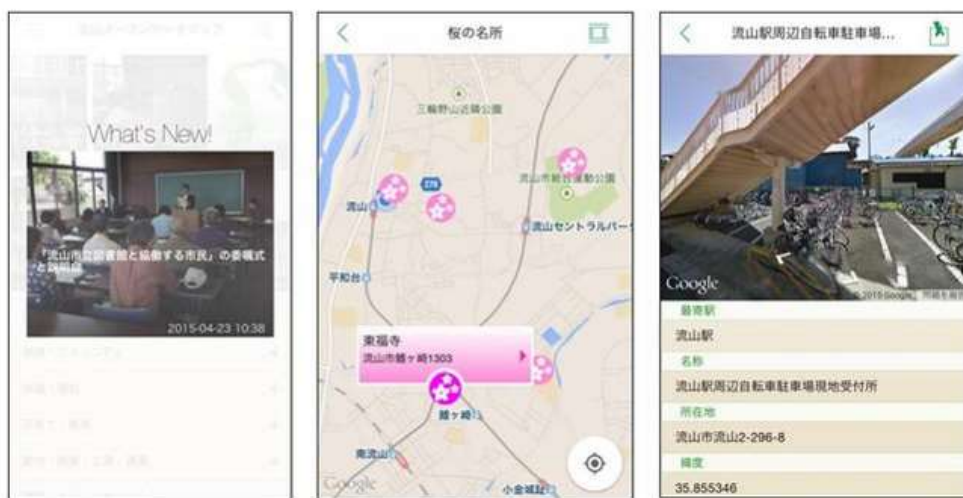 What's New!
「流山市立図書館と協働する市民」の委嘱式
と説明会
2015-04-23 10:38
桜の名所
三輪野山近隣公園
流山市総合運動公園
278
流山
流山セントラルパーク
平和台
東福寺
流山市鰭ヶ崎1303
鰭ヶ崎
南流山
小金城趾
Google
流山駅周辺自転車駐車場...
Google
© 2015 Google
最寄駅
流山駅
名称
流山駅周辺自転車駐車場現地受付所
所在地
流山市流山2-296-8
緯度
35.855346